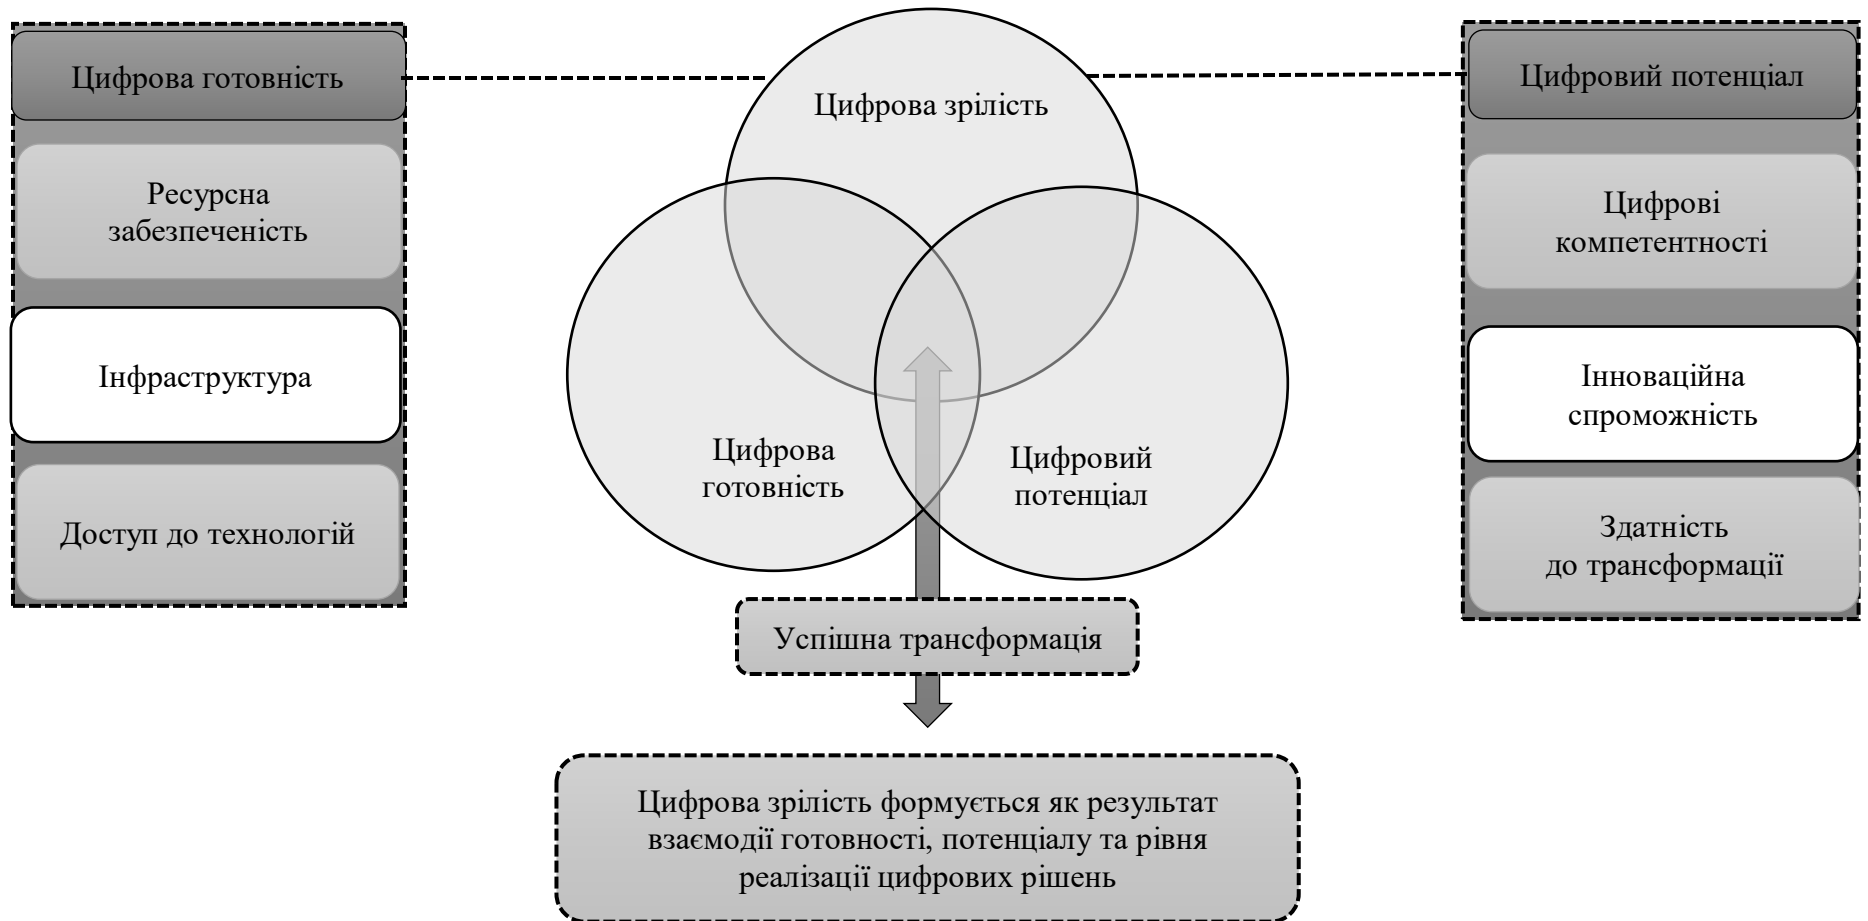 Цифрова готовність
Ресурсна
забезпеченість
Інфраструктура
Доступ до технологій
Цифрова зрілість
Цифрова
готовність
Цифровий
потенціал
Успішна трансформація
Цифрова зрілість формується як результат
взаємодії готовності, потенціалу та рівня
реалізації цифрових рішень
Цифровий потенціал
Цифрові
компетентності
Інноваційна
спроможність
Здатність
до трансформації